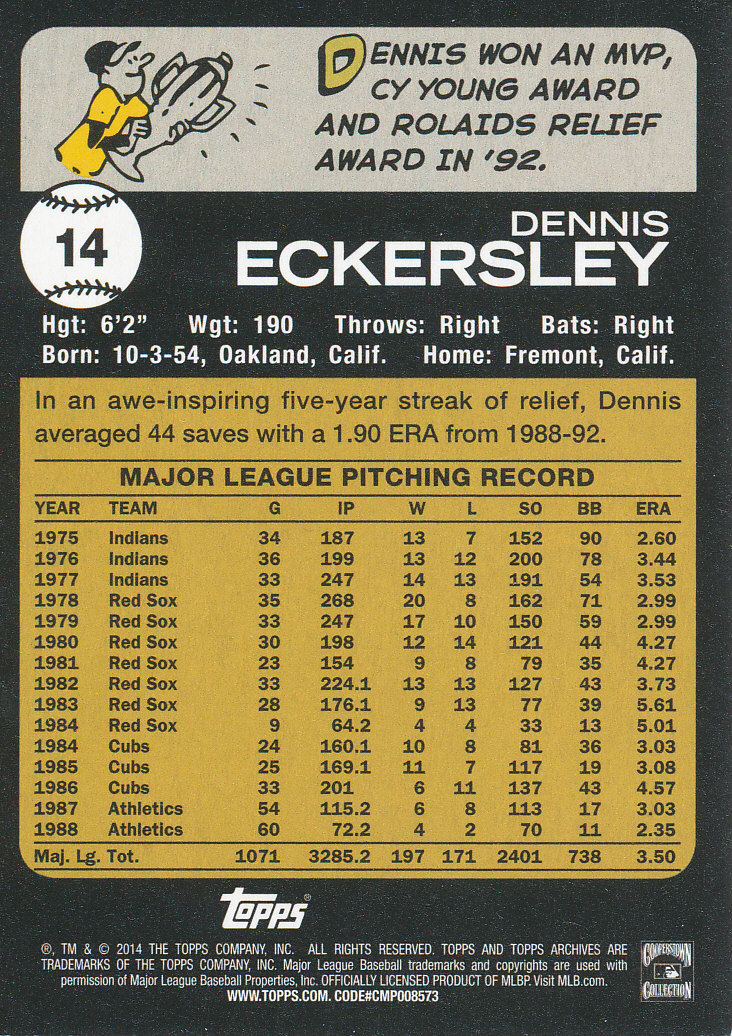 DENNIS WON AN MVP,
CY YOUNG AWARD
AND ROLAIDS RELIEF
AWARD IN '92.
14
DENNIS
ECKERSLEY
Hgt: 6'2" Wgt: 190 Throws: Right Bats: Right
Born: 10-3-54, Oakland, Calif. Home: Fremont, Calif.
In an awe-inspiring five-year streak of relief, Dennis
averaged 44 saves with a 1.90 ERA from 1988-92.
MAJOR LEAGUE PITCHING RECORD
YEAR TEAM G IP W L SO BB ERA
1975 Indians 34 187 13 7 152 90 2.60
1976 Indians 36 199 13 12 200 78 3.44
1977 Indians 33 247 14 13 191 54 3.53
1978 Red Sox 35 268 20 8 162 71 2.99
1979 Red Sox 33 247 17 10 150 59 2.99
1980 Red Sox 30 198 12 14 121 44 4.27
1981 Red Sox 23 154 9 8 79 35 4.27
1982 Red Sox 33 224.1 13 13 127 43 3.73
1983 Red Sox 28 176.1 9 13 77 39 5.61
1984 Red Sox 9 64.2 4 4 33 13 5.01
1984 Cubs 24 160.1 10 8 81 36 3.03
1985 Cubs 25 169.1 11 7 117 19 3.08
1986 Cubs 33 201 6 11 137 43 4.57
1987 Athletics 54 115.2 6 8 113 17 3.03
1988 Athletics 60 72.2 4 2 70 11 2.35
Maj. Lg. Tot. 1071 3285.2 197 171 2401 738 3.50
topps®
®, TM & © 2014 THE TOPPS COMPANY, INC. ALL RIGHTS RESERVED. TOPPS AND TOPPS ARCHIVES ARE
TRADEMARKS OF THE TOPPS COMPANY, INC. Major League Baseball trademarks and copyrights are used with
permission of Major League Baseball Properties, Inc. OFFICIALLY LICENSED PRODUCT OF MLBP. Visit MLB.com.
WWW.TOPPS.COM. CODE#CMP008573
COOPERSTOWN
COLLECTION